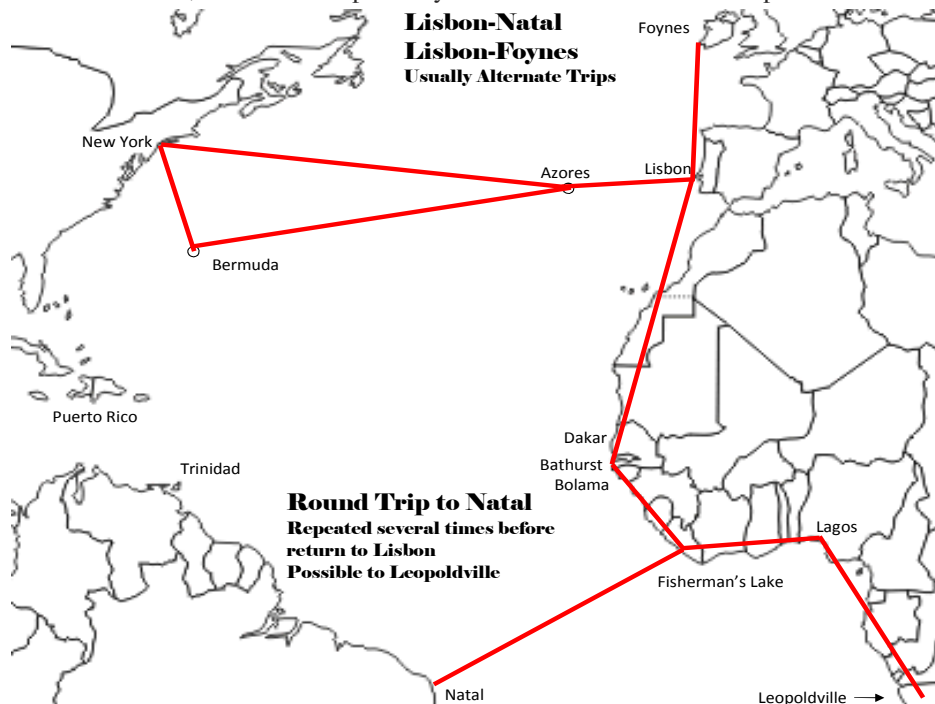 Lisbon-Natal
Lisbon-Foynes
Usually Alternate Trips
Foynes
New York
Azores
Lisbon
Bermuda
Puerto Rico
Trinidad
Dakar
Bathurst
Bolama
Round Trip to Natal
Repeated several times before
return to Lisbon
Possible to Leopoldville
Lagos
Fisherman's Lake
Natal
Leopoldville